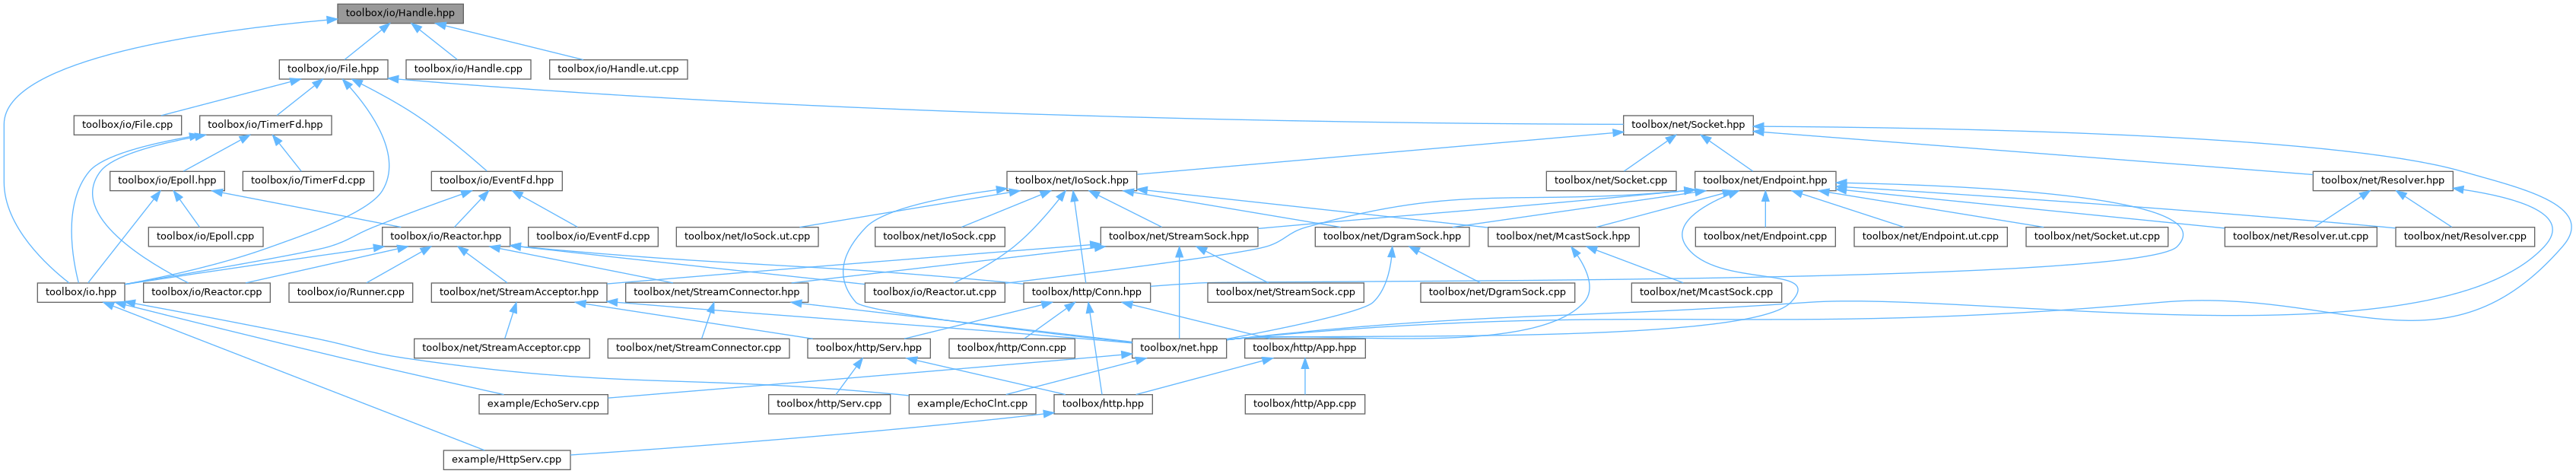 toolbox/io/Handle.hpp
toolbox/io/File.hpp
toolbox/io/Handle.cpp
toolbox/io/Handle.ut.cpp
toolbox/io/File.cpp
toolbox/io/TimerFd.hpp
toolbox/net/Socket.hpp
toolbox/io/Epoll.hpp
toolbox/io/TimerFd.cpp
toolbox/io/EventFd.hpp
toolbox/net/IoSock.hpp
toolbox/net/Socket.cpp
toolbox/net/Endpoint.hpp
toolbox/net/Resolver.hpp
toolbox/io/Epoll.cpp
toolbox/io/Reactor.hpp
toolbox/io/EventFd.cpp
toolbox/net/IoSock.ut.cpp
toolbox/net/IoSock.cpp
toolbox/net/StreamSock.hpp
toolbox/net/DgramSock.hpp
toolbox/net/McastSock.hpp
toolbox/net/Endpoint.cpp
toolbox/net/Endpoint.ut.cpp
toolbox/net/Socket.ut.cpp
toolbox/net/Resolver.ut.cpp
toolbox/net/Resolver.cpp
toolbox/io.hpp
toolbox/io/Reactor.cpp
toolbox/io/Runner.cpp
toolbox/net/StreamAcceptor.hpp
toolbox/net/StreamConnector.hpp
toolbox/io/Reactor.ut.cpp
toolbox/http/Conn.hpp
toolbox/net/StreamSock.cpp
toolbox/net/DgramSock.cpp
toolbox/net/McastSock.cpp
toolbox/net/StreamAcceptor.cpp
toolbox/net/StreamConnector.cpp
toolbox/http/Serv.hpp
toolbox/http/Conn.cpp
toolbox/net.hpp
toolbox/http/App.hpp
example/EchoServ.cpp
toolbox/http/Serv.cpp
example/EchoClnt.cpp
toolbox/http.hpp
toolbox/http/App.cpp
example/HttpServ.cpp